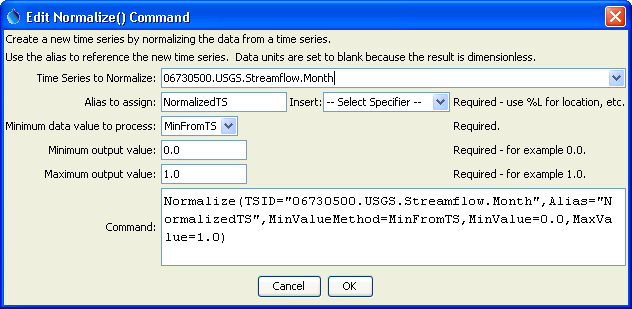 Edit Normalize() Command
Create a new time series by normalizing the data from a time series.
Use the alias to reference the new time series. Data units are set to blank because the result is dimensionless.
Time Series to Normalize: 06730500.USGS.Streamflow.Month
Alias to assign: NormalizedTS Insert: -- Select Specifier -- Required - use %L for location, etc.
Minimum data value to process: MinFromTS Required.
Minimum output value: 0.0 Required - for example 0.0.
Maximum output value: 1.0 Required - for example 1.0.
Normalize(TSID="06730500.USGS.Streamflow.Month",Alias="N
ormalizedTS",MinValueMethod=MinFromTS,MinValue=0.0,MaxVa
Command: lue=1.0)
Cancel OK